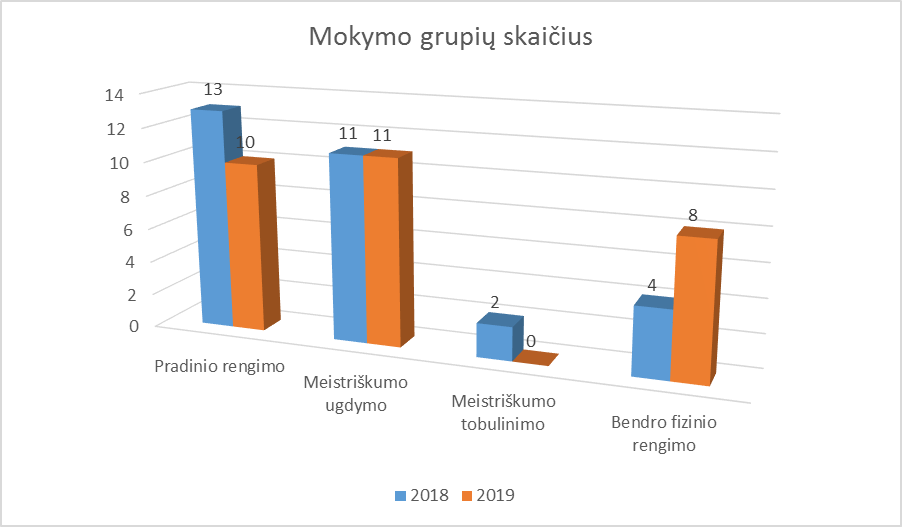 Mokymo grupių skaičius
14
12
10
8
6
4
2
0
13
10
11
11
2
0
4
8
Pradinio rengimo
Meistriškumo
ugdymo
Meistriškumo
tobulinimo
Bendro fizinio
rengimo
2018
2019